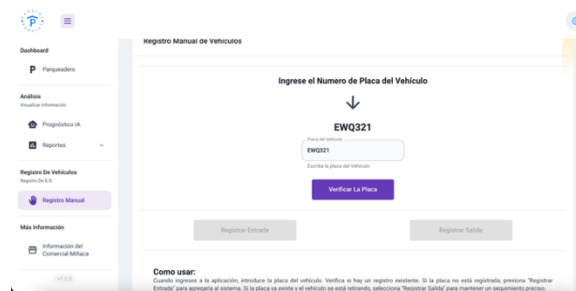 P
Registro Manual de Vehículos
Dashboard
P Parqueadero
Análisis
Visualizar Información
Prognóstico IA
Reportes
Registro De Vehículos
Registro De E/S
Registro Manual
Más Información
Información del
Comercial Miñaca
v1.0.0
Ingrese el Numero de Placa del Vehículo
EWQ321
Placa del Vehículo
EWQ321
Escriba la placa del Vehículo
Verificar La Placa
Registrar Entrada
Registrar Salida
Como usar:
Cuando ingreses a la aplicación, introduce la placa del vehículo. Verifica si hay un registro existente. Si la placa no está registrada, presiona "Registrar
Entrada" para agregarla al sistema. Si la placa ya existe y el vehículo se está retirando, selecciona "Registrar Salida" para mantener un seguimiento preciso.